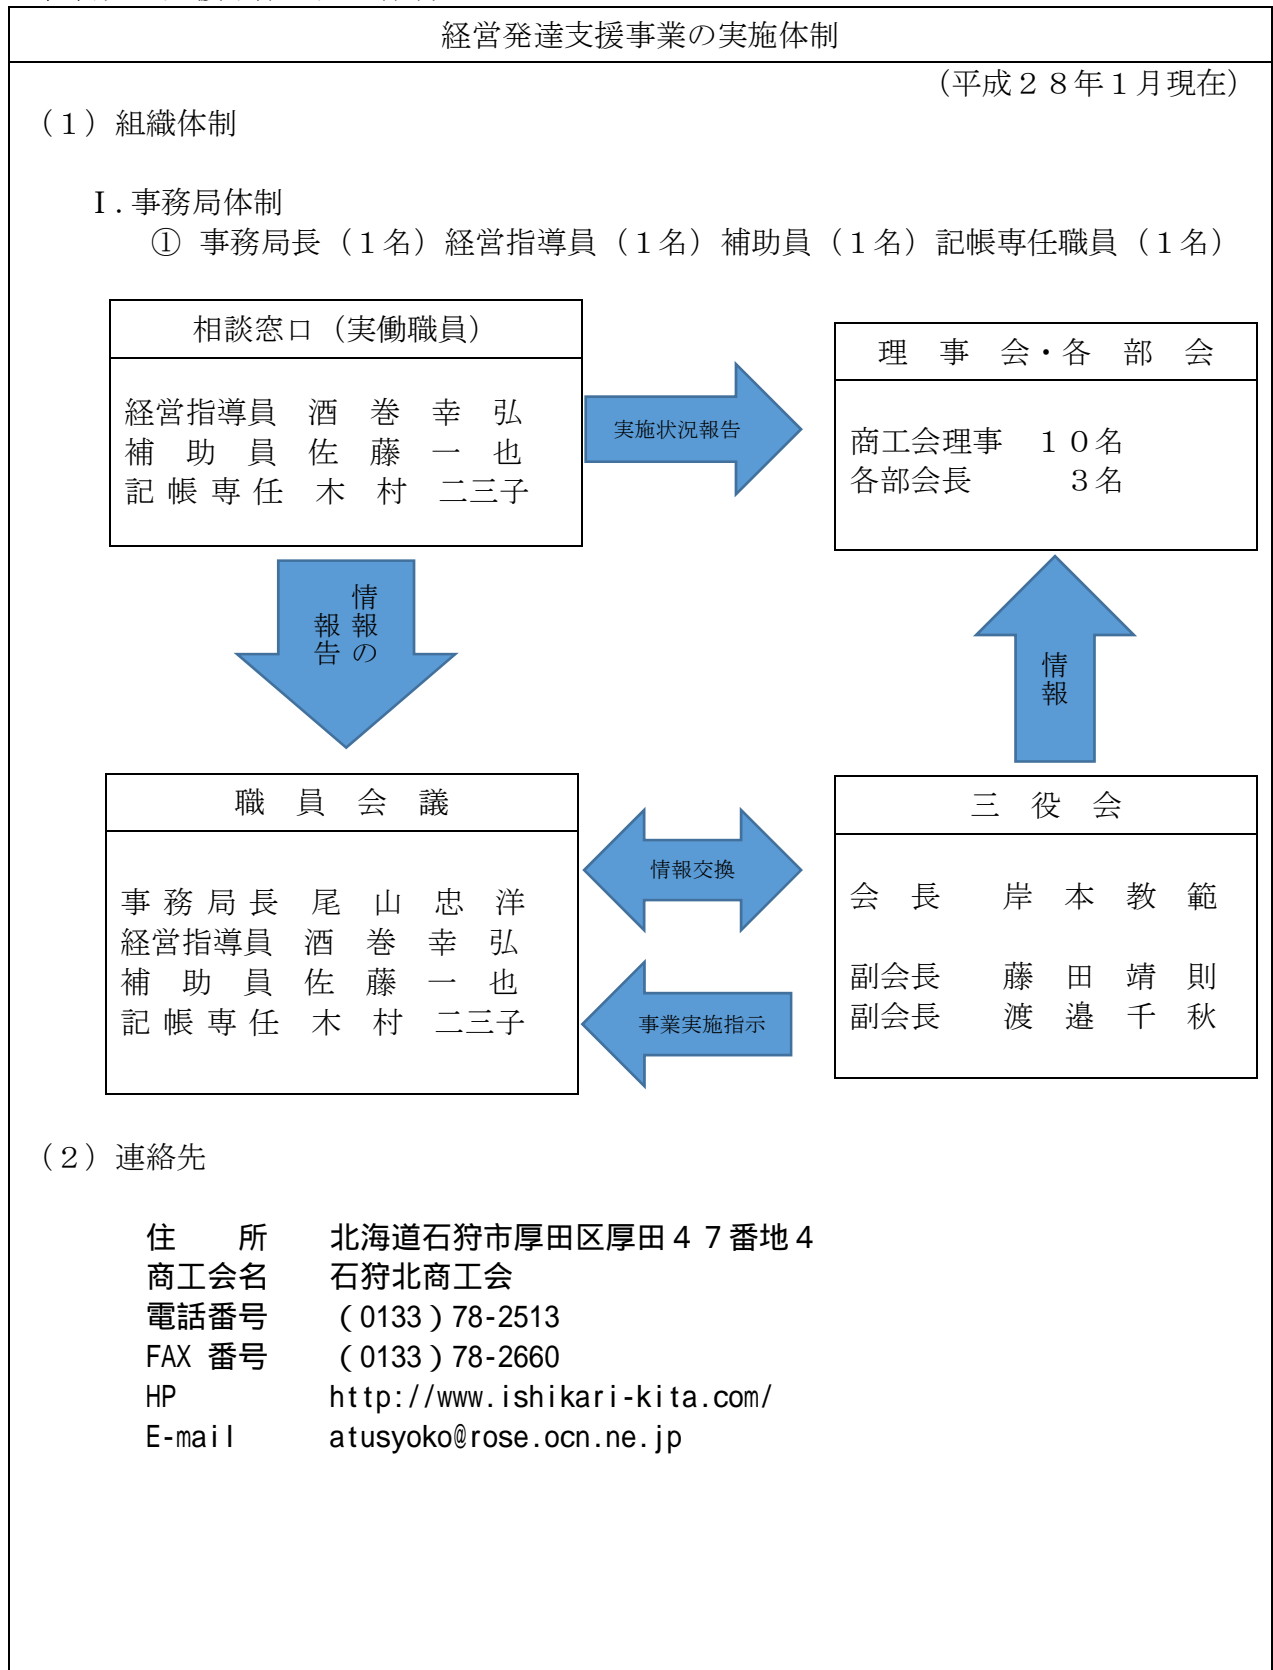 経営発達支援事業の実施体制
（平成２８年１月現在）
（１）組織体制
Ⅰ．事務局体制
① 事務局長（１名）経営指導員（１名）補助員（１名）記帳専任職員（１名）
相談窓口（実働職員）
経営指導員　酒　巻　幸　弘
補　助　員　佐　藤　一　也
記 帳 専 任　木　村　二三子
実施状況報告
理　事　会・各　部　会
商工会理事　１０名
各部会長　　　３名
情報の
報告
情報
職　員　会　議
事 務 局 長　尾　山　忠　洋
経営指導員　酒　巻　幸　弘
補　助　員　佐　藤　一　也
記 帳 専 任　木　村　二三子
情報交換
事業実施指示
三　役　会
会　長　　岸　本　教　範
副会長　　藤　田　靖　則
副会長　　渡　邉　千　秋
（２）連絡先
住　　所　　北海道石狩市厚田区厚田４７番地４
商工会名　　石狩北商工会
電話番号　　（0133）78-2513
FAX 番号　　（0133）78-2660
HP　　http://www.ishikari-kita.com/
E-mail　　atusyoko@rose.ocn.ne.jp